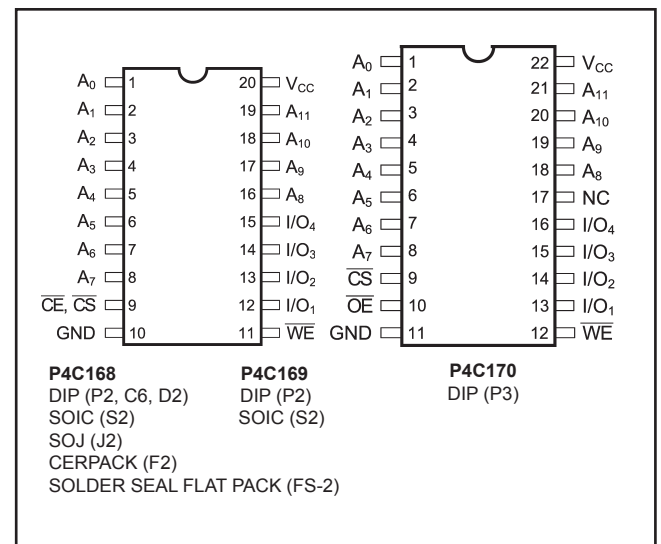 A0 1 20 VCC
A1 2 19 A11
A2 3 18 A10
A3 4 17 A9
A4 5 16 A8
A5 6 15 I/O4
A6 7 14 I/O3
A7 8 13 I/O2
CE, CS 9 12 I/O1
GND 10 11 WE
A0 1 22 VCC
A1 2 21 A11
A2 3 20 A10
A3 4 19 A9
A4 5 18 A8
A5 6 17 NC
A6 7 16 I/O4
A7 8 15 I/O3
CS 9 14 I/O2
OE 10 13 I/O1
GND 11 12 WE
P4C168
DIP (P2, C6, D2)
SOIC (S2)
SOJ (J2)
CERPACK (F2)
SOLDER SEAL FLAT PACK (FS-2)
P4C169
DIP (P2)
SOIC (S2)
P4C170
DIP (P3)